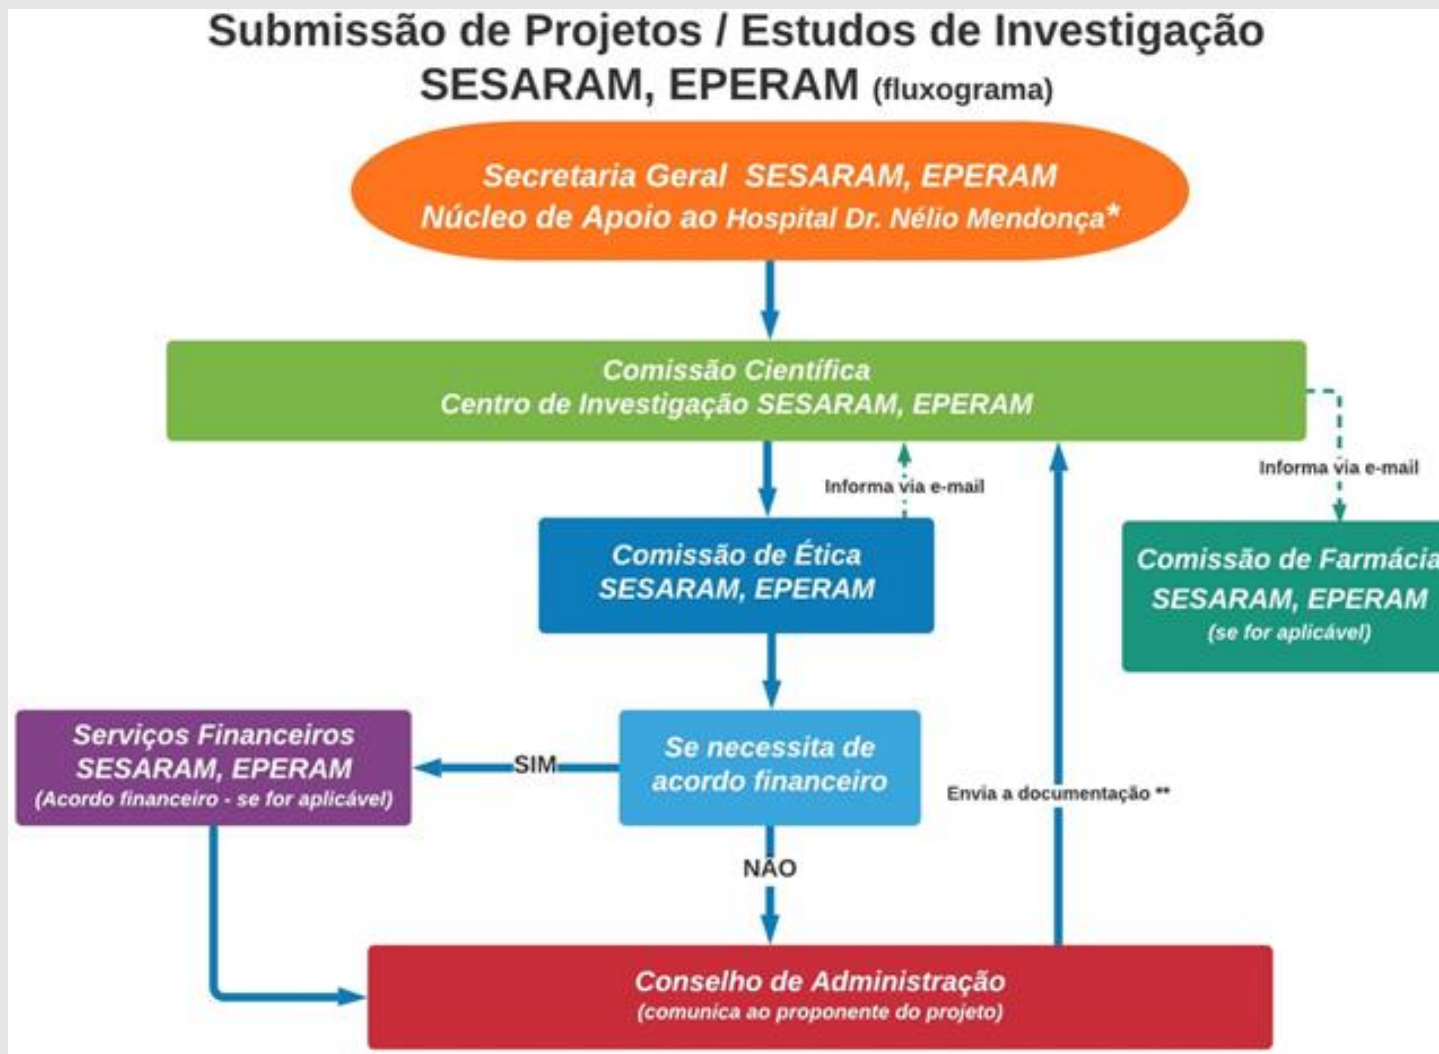 Submissão de Projetos / Estudos de Investigação
SESARAM, EPERAM (fluxograma)
Secretaria Geral SESARAM, EPERAM
Núcleo de Apoio ao Hospital Dr. Nélio Mendonça*
Comissão Científica
Centro de Investigação SESARAM, EPERAM
Informa via e-mail
Informa via e-mail
Comissão de Ética
SESARAM, EPERAM
Comissão de Farmácia
SESARAM, EPERAM
(se for aplicável)
Serviços Financeiros
SESARAM, EPERAM
(Acordo financeiro - se for aplicável)
SIM
Se necessita de
acordo financeiro
Envia a documentação **
NÃO
Conselho de Administração
(comunica ao proponente do projeto)